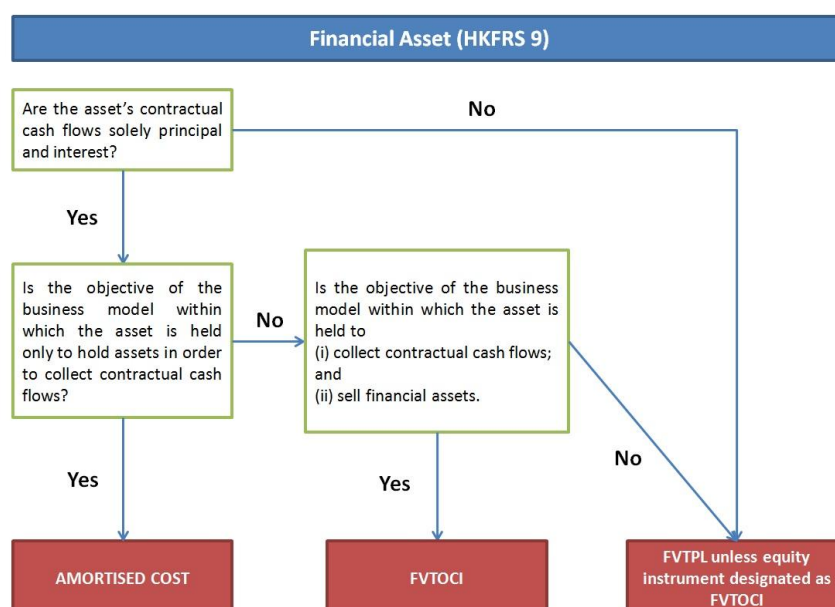 Financial Asset (HKFRS 9)
Are the asset's contractual
cash flows solely principal
and interest?
No
Yes
Is the objective of the
business model within
which the asset is held
only to hold assets in order
to collect contractual cash
flows?
No
Is the objective of the business
model within which the asset is
held to
(i) collect contractual cash flows;
and
(ii) sell financial assets.
Yes
Yes
No
AMORTISED COST
FVTOCI
FVTPL unless equity
instrument designated as
FVTOCI